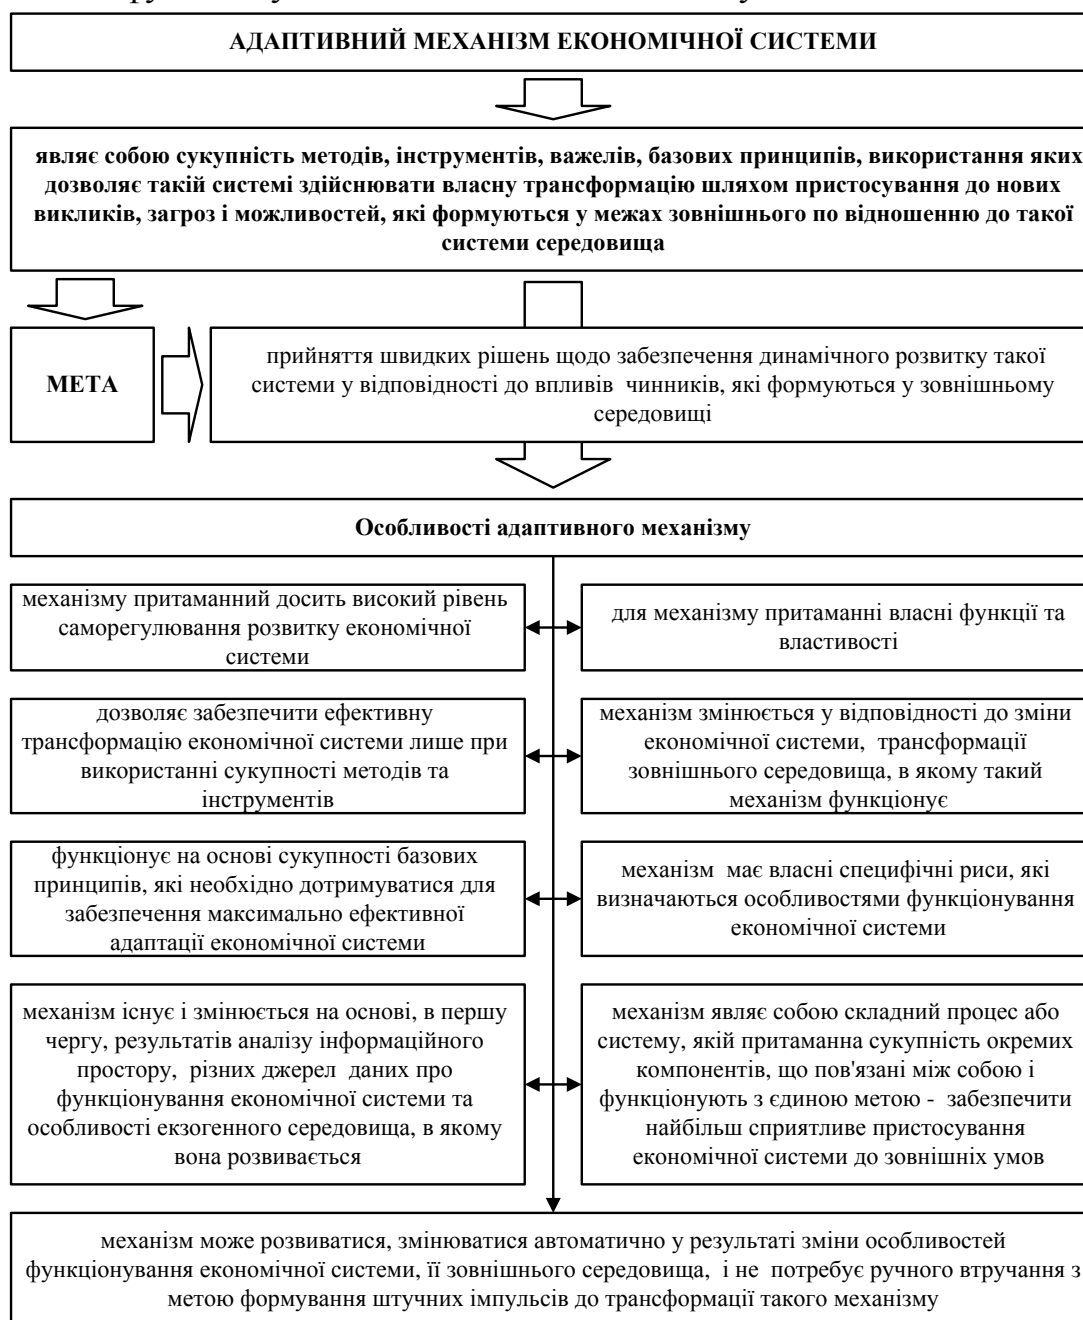 АДАПТИВНИЙ МЕХАНІЗМ ЕКОНОМІЧНОЇ СИСТЕМИ
являє собою сукупність методів, інструментів, важелів, базових принципів, використання яких
дозволяє такій системі здійснювати власну трансформацію шляхом пристосування до нових
викликів, загроз і можливостей, які формуються у межах зовнішнього по відношенню до такої
системи середовища
МЕТА
прийняття швидких рішень щодо забезпечення динамічного розвитку такої
системи у відповідності до впливів чинників, які формуються у зовнішньому
середовищі
Особливості адаптивного механізму
механізму притаманний досить високий рівень
саморегулювання розвитку економічної
системи
для механізму притаманні власні функції та
властивості
дозволяє забезпечити ефективну
трансформацію економічної системи лише при
використанні сукупності методів та
інструментів
механізм змінюється у відповідності до зміни
економічної системи, трансформації
зовнішнього середовища, в якому такий
механізм функціонує
функціонує на основі сукупності базових
принципів, які необхідно дотримуватися для
забезпечення максимально ефективної
адаптації економічної системи
механізм має власні специфічні риси, які
визначаються особливостями функціонування
економічної системи
механізм існує і змінюється на основі, в першу
чергу, результатів аналізу інформаційного
простору, різних джерел даних про
функціонування економічної системи та
особливості екзогенного середовища, в якому
вона розвивається
механізм являє собою складний процес або
систему, якій притаманна сукупність окремих
компонентів, що пов'язані між собою і
функціонують з єдиною метою - забезпечити
найбільш сприятливе пристосування
економічної системи до зовнішніх умов
механізм може розвиватися, змінюватися автоматично у результаті зміни особливостей
функціонування економічної системи, її зовнішнього середовища, і не потребує ручного втручання з
метою формування штучних імпульсів до трансформації такого механізму